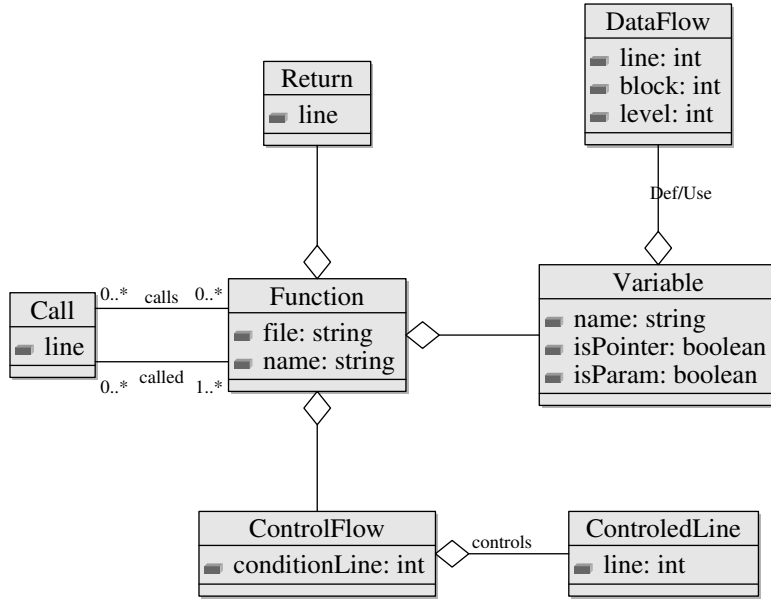 DataFlow
line: int
block: int
level: int
Return
line
Def/Use
Variable
name: string
isPointer: boolean
isParam: boolean
Function
file: string
name: string
0..* calls 0..*
Call
line
0..* called 1..*
ControlFlow
conditionLine: int
controls
ControledLine
line: int